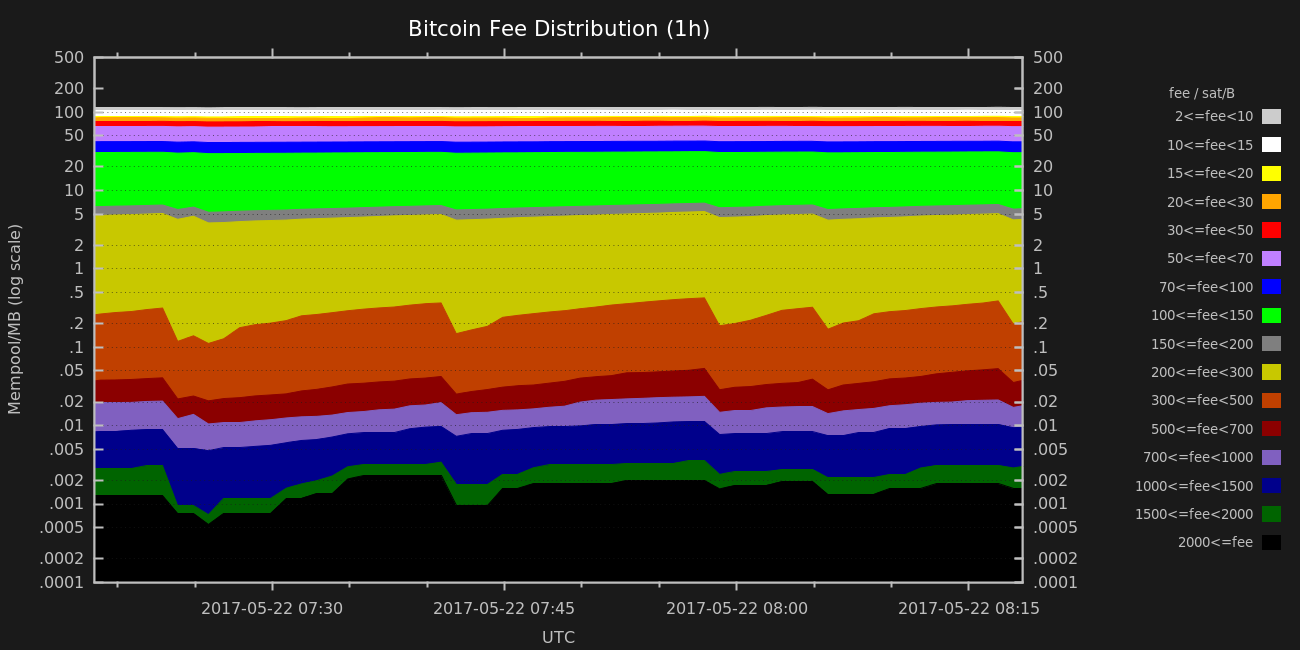 Bitcoin Fee Distribution (1h)
500 500
200 200
100 100
50 50
20 20
10 10
5 5
2 2
1 1
.5 .5
.2 .2
.1 .1
.05 .05
.02 .02
.01 .01
.005 .005
.002 .002
.001 .001
.0005 .0005
.0002 .0002
.0001 .0001
Mempool/MB (log scale)
2017-05-22 07:30 2017-05-22 07:45 2017-05-22 08:00 2017-05-22 08:15
UTC
fee / sat/B
2<=fee<10
10<=fee<15
15<=fee<20
20<=fee<30
30<=fee<50
50<=fee<70
70<=fee<100
100<=fee<150
150<=fee<200
200<=fee<300
300<=fee<500
500<=fee<700
700<=fee<1000
1000<=fee<1500
1500<=fee<2000
2000<=fee